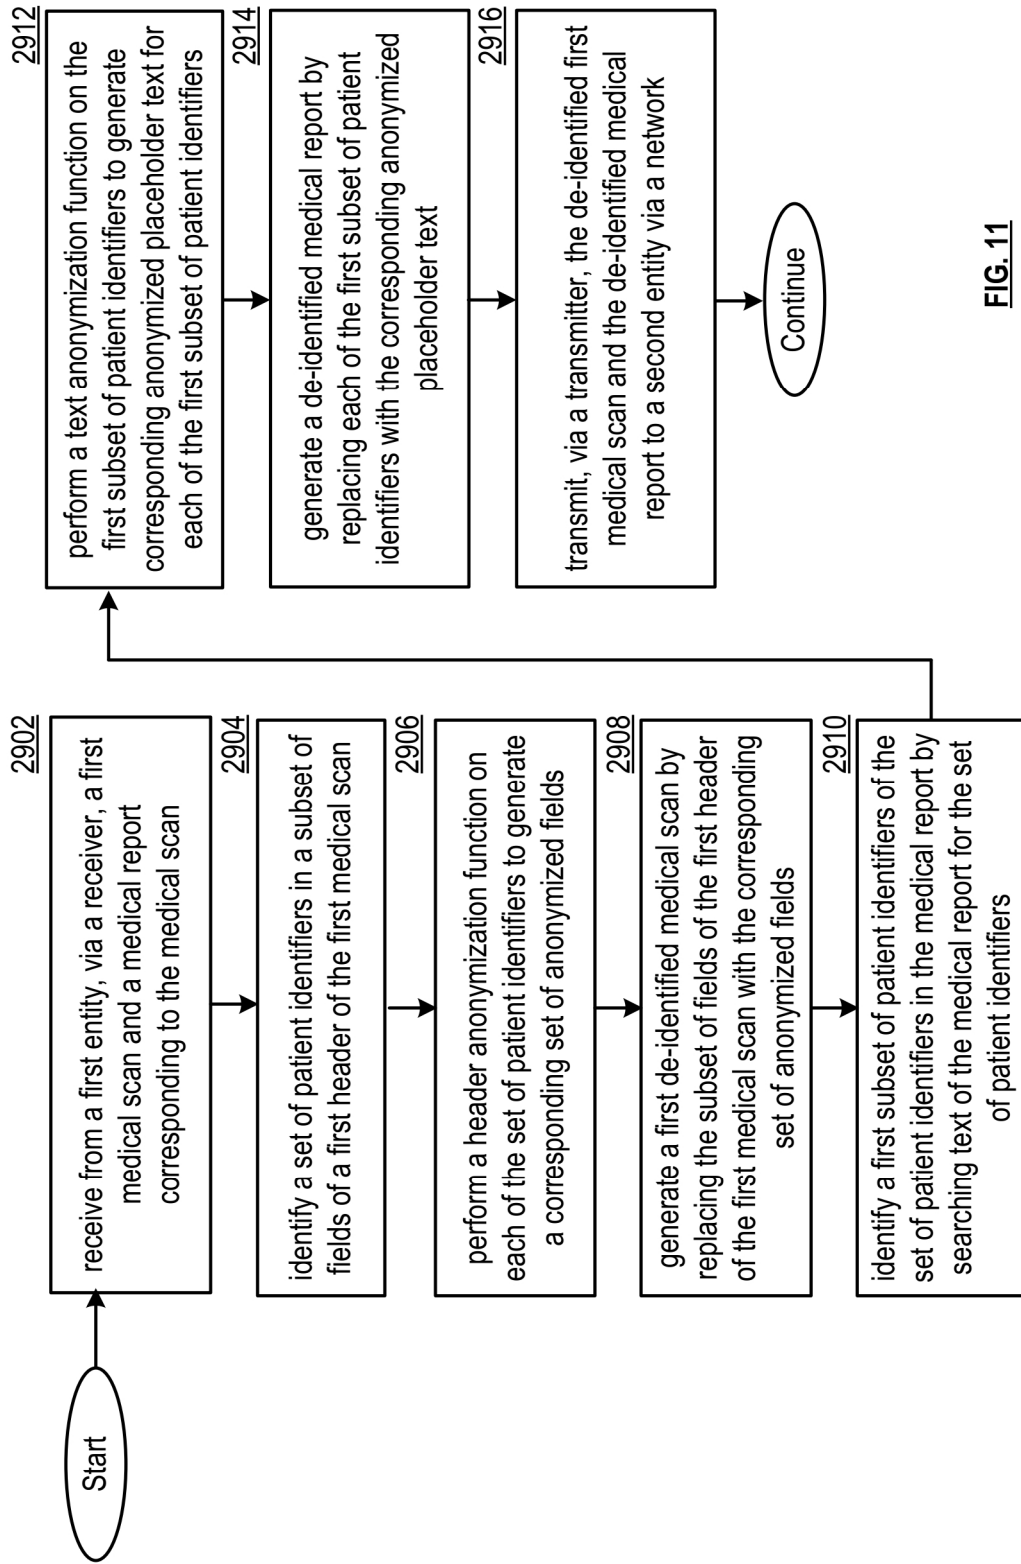 Start
2902
receive from a first entity, via a receiver, a first
medical scan and a medical report
corresponding to the medical scan
2904
identify a set of patient identifiers in a subset of
fields of a first header of the first medical scan
2906
perform a header anonymization function on
each of the set of patient identifiers to generate
a corresponding set of anonymized fields
2908
generate a first de-identified medical scan by
replacing the subset of fields of the first header
of the first medical scan with the corresponding
set of anonymized fields
2910
identify a first subset of patient identifiers of the
set of patient identifiers in the medical report by
searching text of the medical report for the set
of patient identifiers
2912
perform a text anonymization function on the
first subset of patient identifiers to generate
corresponding anonymized placeholder text for
each of the first subset of patient identifiers
2914
generate a de-identified medical report by
replacing each of the first subset of patient
identifiers with the corresponding anonymized
placeholder text
2916
transmit, via a transmitter, the de-identified first
medical scan and the de-identified medical
report to a second entity via a network
Continue
FIG. 11